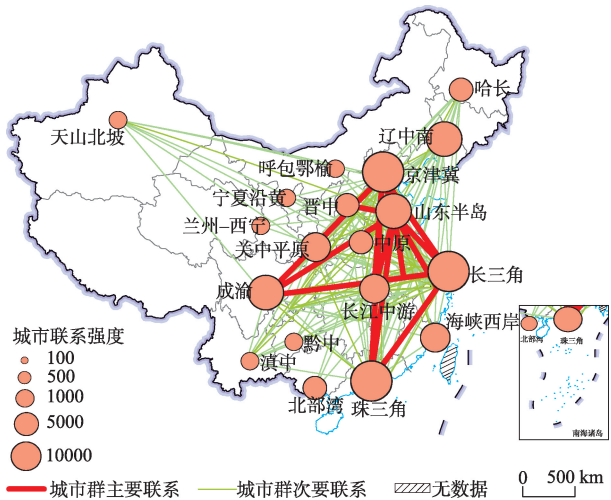 哈长
天山北坡
辽中南
呼包鄂榆
京津冀
宁夏沿黄
晋中
山东半岛
兰州–西宁
关中平原
中原
成渝
长三角
长江中游
海峡西岸
黔中
滇中
北部湾
珠三角
城市联系强度
100
500
1000
5000
10000
北部湾
珠三角
南海诸岛
城市群主要联系
城市群次要联系
无数据
0 500 km